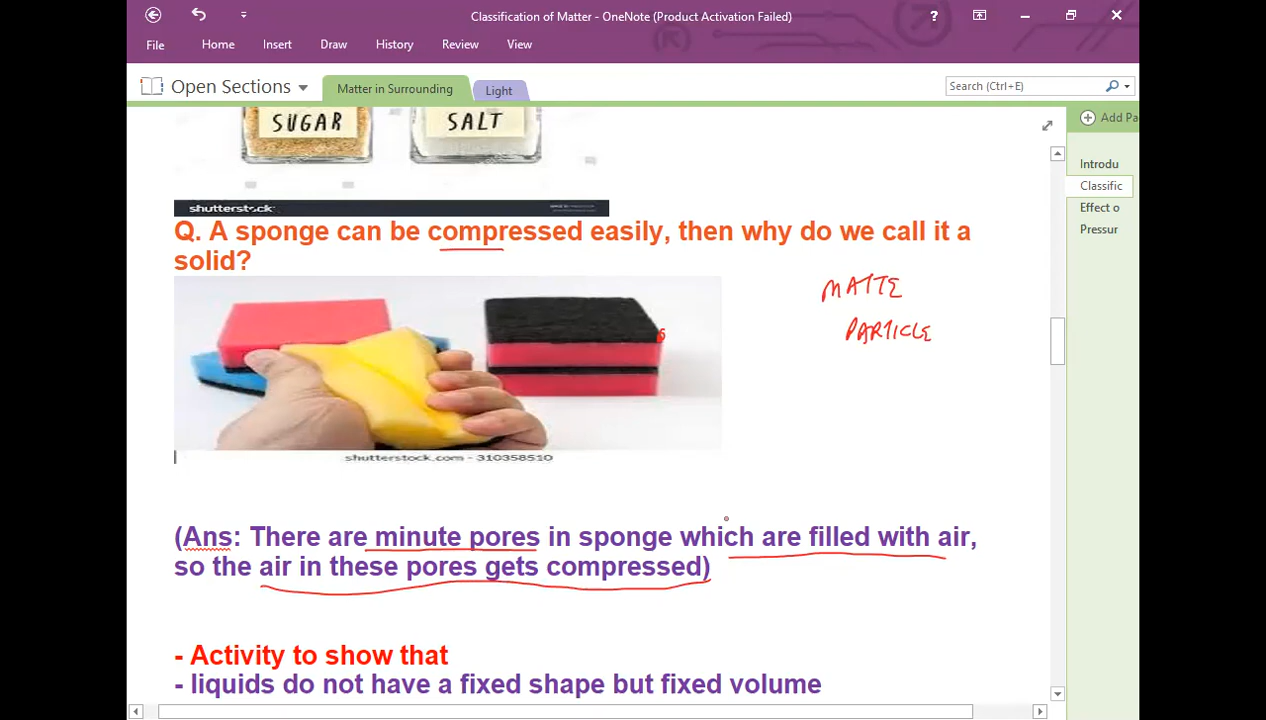 Classification of Matter - OneNote (Product Activation Failed)
?
File Home Insert Draw History Review View
Open Sections Matter in Surrounding Light Search (Ctrl+E)
Add Pa
Introdu
Classific
Effect o
Pressur
SUGAR SALT
shutterstock
Q. A sponge can be compressed easily, then why do we call it a
solid?
MATTE
PARTICLE
shutterstock.com - 310358510
(Ans: There are minute pores in sponge which are filled with air,
so the air in these pores gets compressed)
- Activity to show that
- liquids do not have a fixed shape but fixed volume